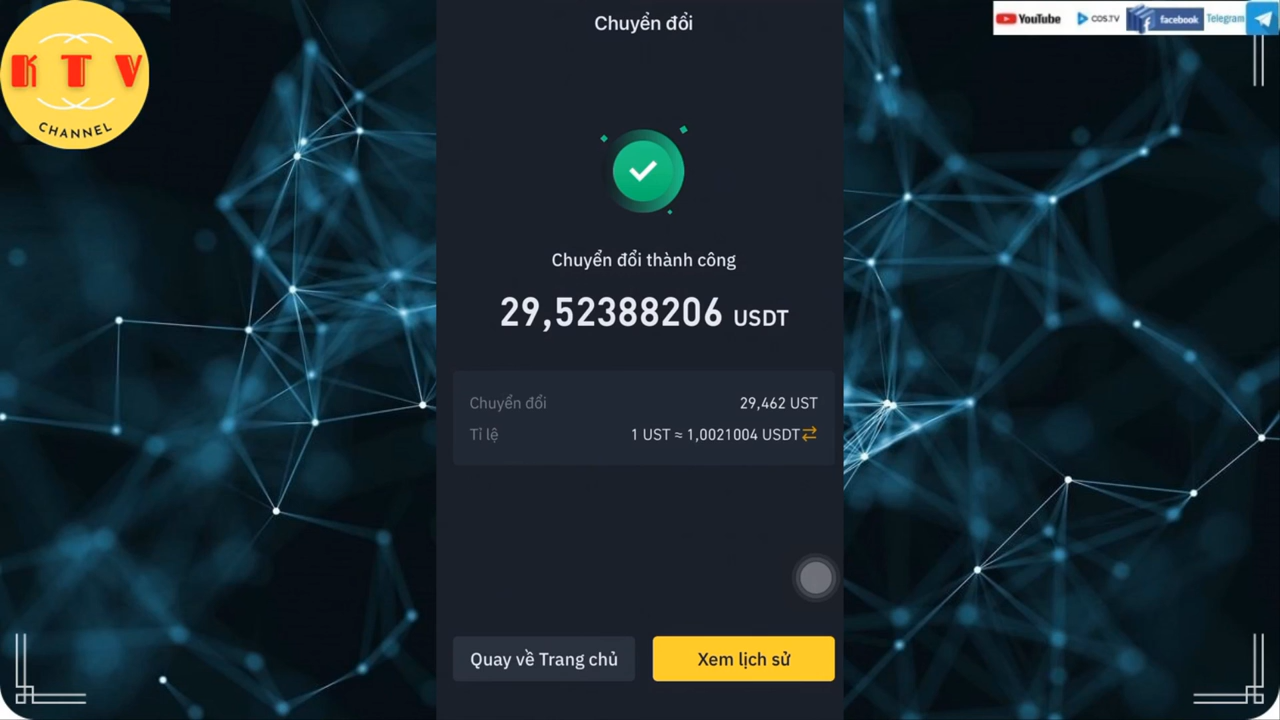 KTV
CHANNEL
YouTube
COS.TV
facebook
Telegram
Chuyển đổi
Chuyển đổi thành công
29,52388206 USDT
Chuyển đổi 29,462 UST
Tỉ lệ 1 UST ≈ 1,0021004 USDT
Quay về Trang chủ
Xem lịch sử